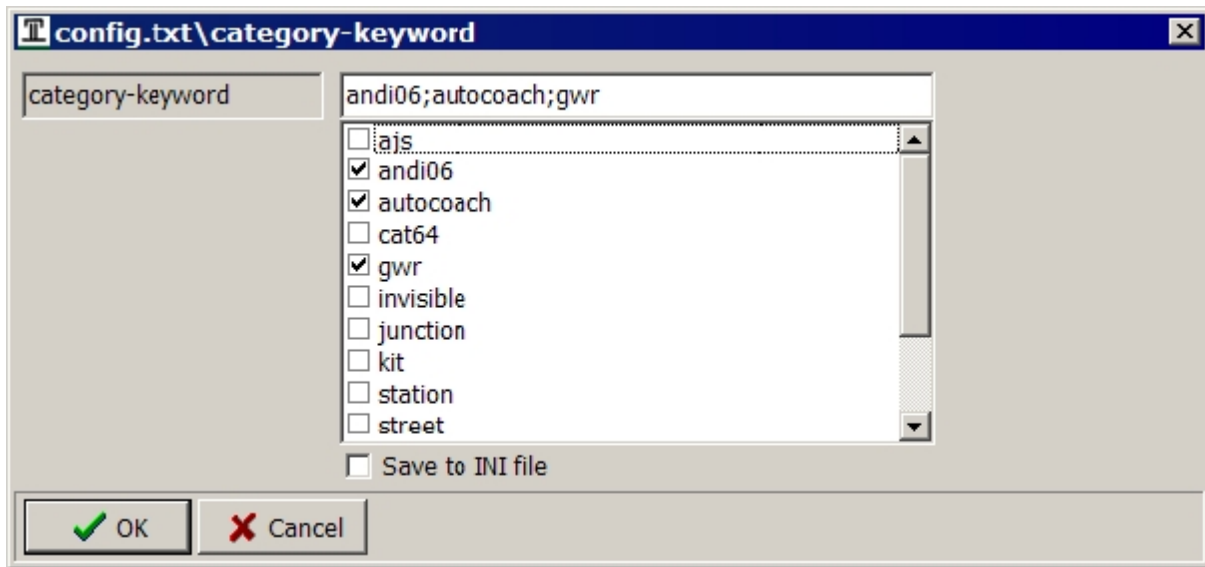 config.txt\category-keyword
category-keyword
andi06;autocoach;gwr
ajs
andi06
autocoach
cat64
gwr
invisible
junction
kit
station
street
Save to INI file
OK
Cancel